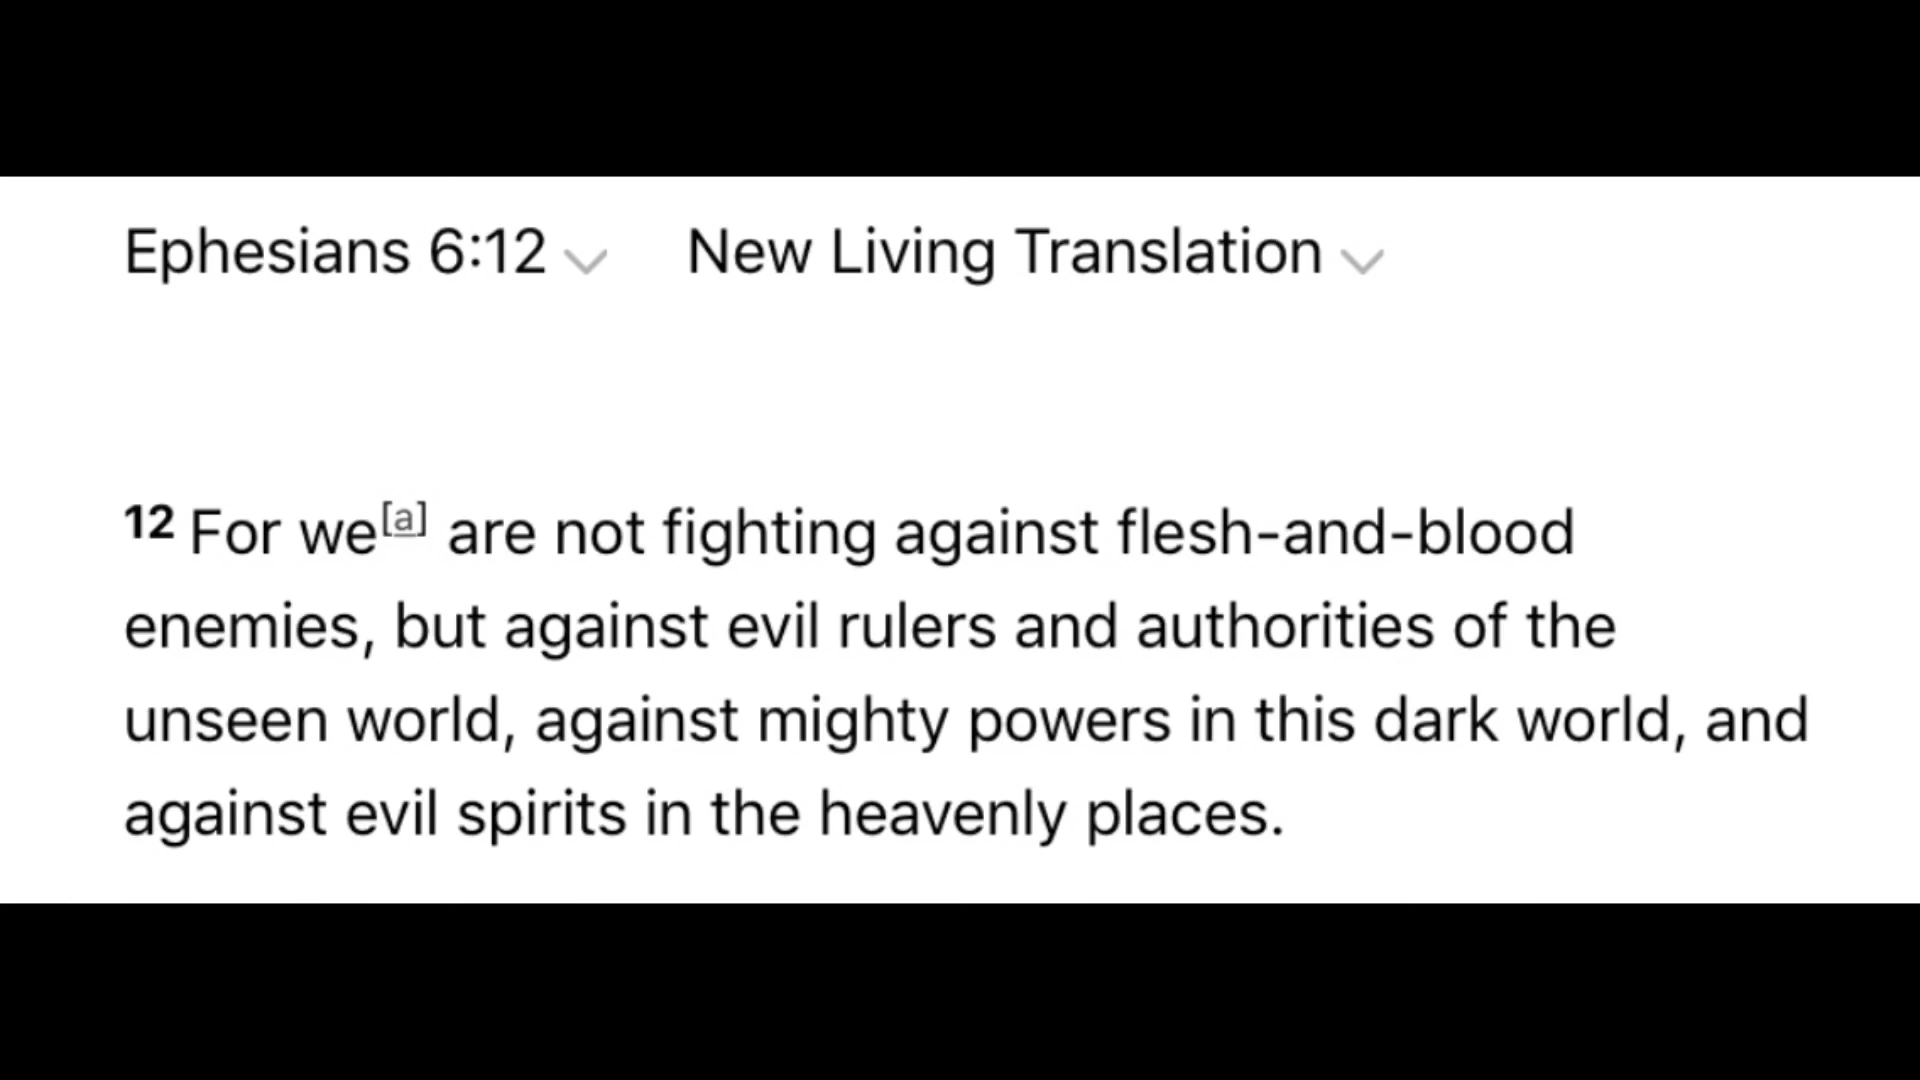 Ephesians 6:12 New Living Translation
12 For we[a] are not fighting against flesh-and-blood
enemies, but against evil rulers and authorities of the
unseen world, against mighty powers in this dark world, and
against evil spirits in the heavenly places.